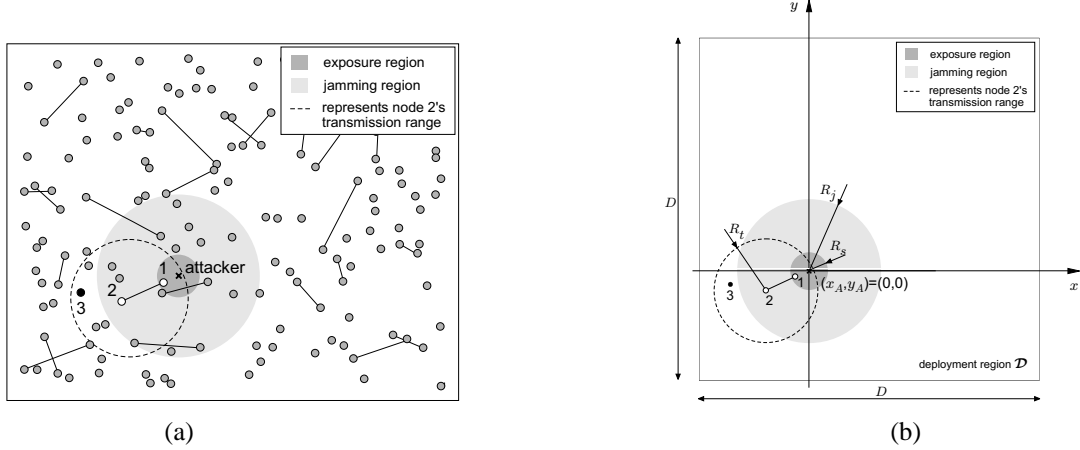 exposure region
jamming region
represents node 2's
transmission range
1
attacker
2
3
(a)
y
exposure region
jamming region
represents node 2's
transmission range
D
R_j
R_t
R_s
1
(x_A,y_A)=(0,0)
x
3
2
deployment region D
D
(b)